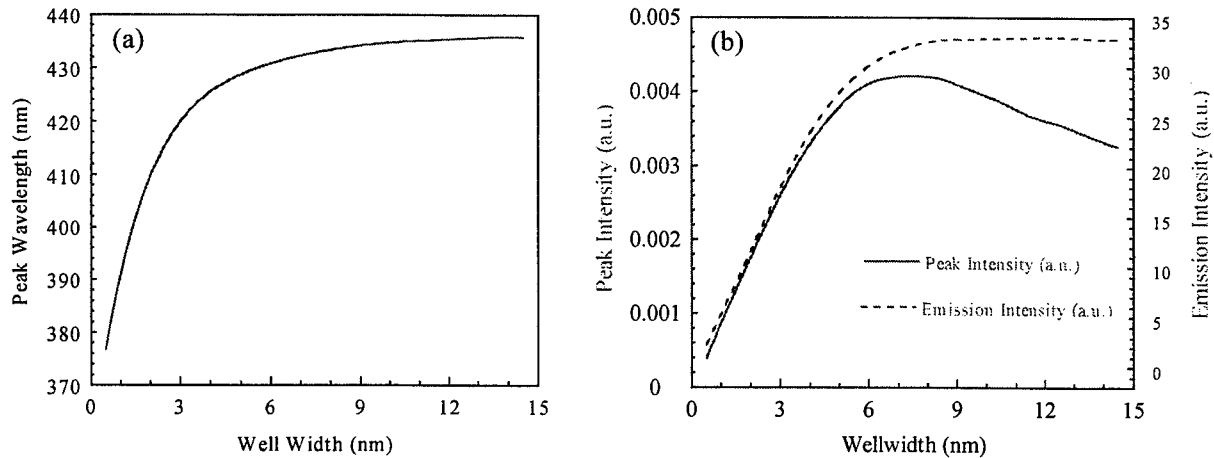 (a)
440
430
420
410
400
390
380
370
0 3 6 9 12 15
Peak Wavelength (nm)
Well Width (nm)
(b)
0.005
0.004
0.003
0.002
0.001
0
Peak Intensity (a.u.)
35
30
25
20
15
10
5
0
Emission Intensity (a.u.)
Peak Intensity (a.u.)
Emission Intensity (a.u.)
0 3 6 9 12 15
Wellwidth (nm)